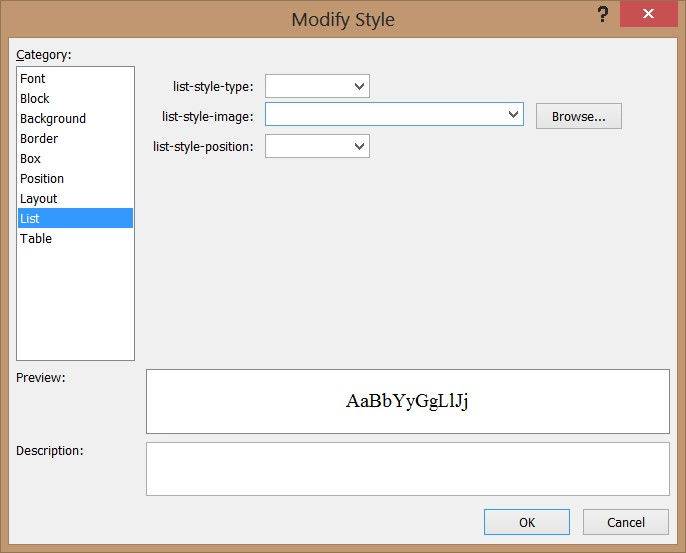 Modify Style
?
Category:
Font
Block
Background
Border
Box
Position
Layout
List
Table
list-style-type:
list-style-image:
Browse...
list-style-position:
Preview:
AaBbYyGgLlJj
Description:
OK
Cancel